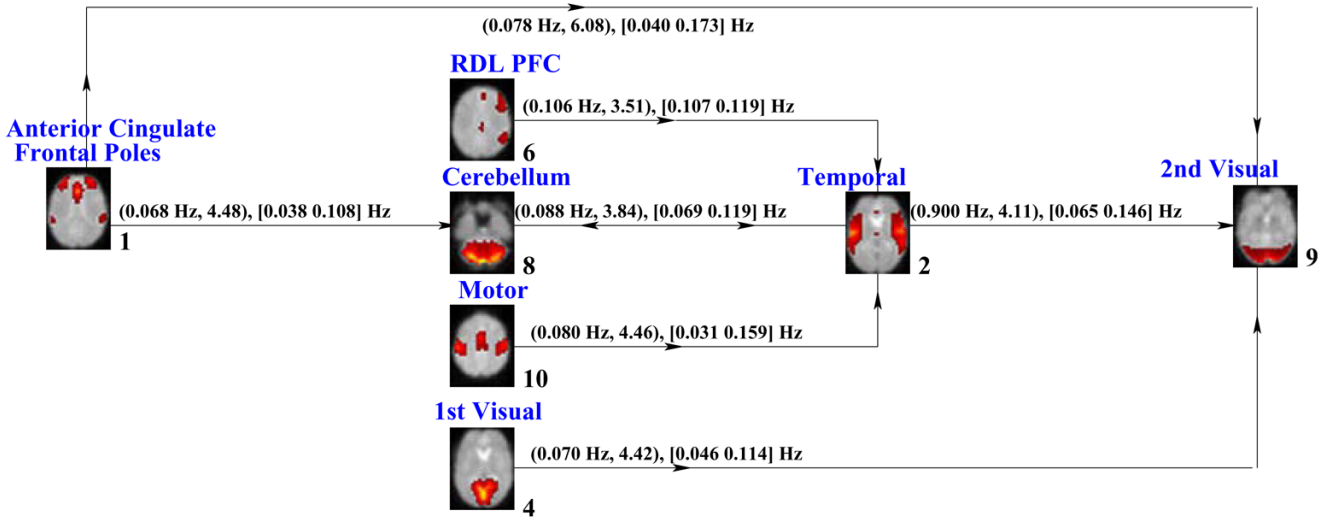 (0.078 Hz, 6.08), [0.040 0.173] Hz
RDL PFC
(0.106 Hz, 3.51), [0.107 0.119] Hz
6
Anterior Cingulate
Frontal Poles
(0.068 Hz, 4.48), [0.038 0.108] Hz
1
Cerebellum
(0.088 Hz, 3.84), [0.069 0.119] Hz
8
Temporal
(0.900 Hz, 4.11), [0.065 0.146] Hz
2
2nd Visual
9
Motor
(0.080 Hz, 4.46), [0.031 0.159] Hz
10
1st Visual
(0.070 Hz, 4.42), [0.046 0.114] Hz
4